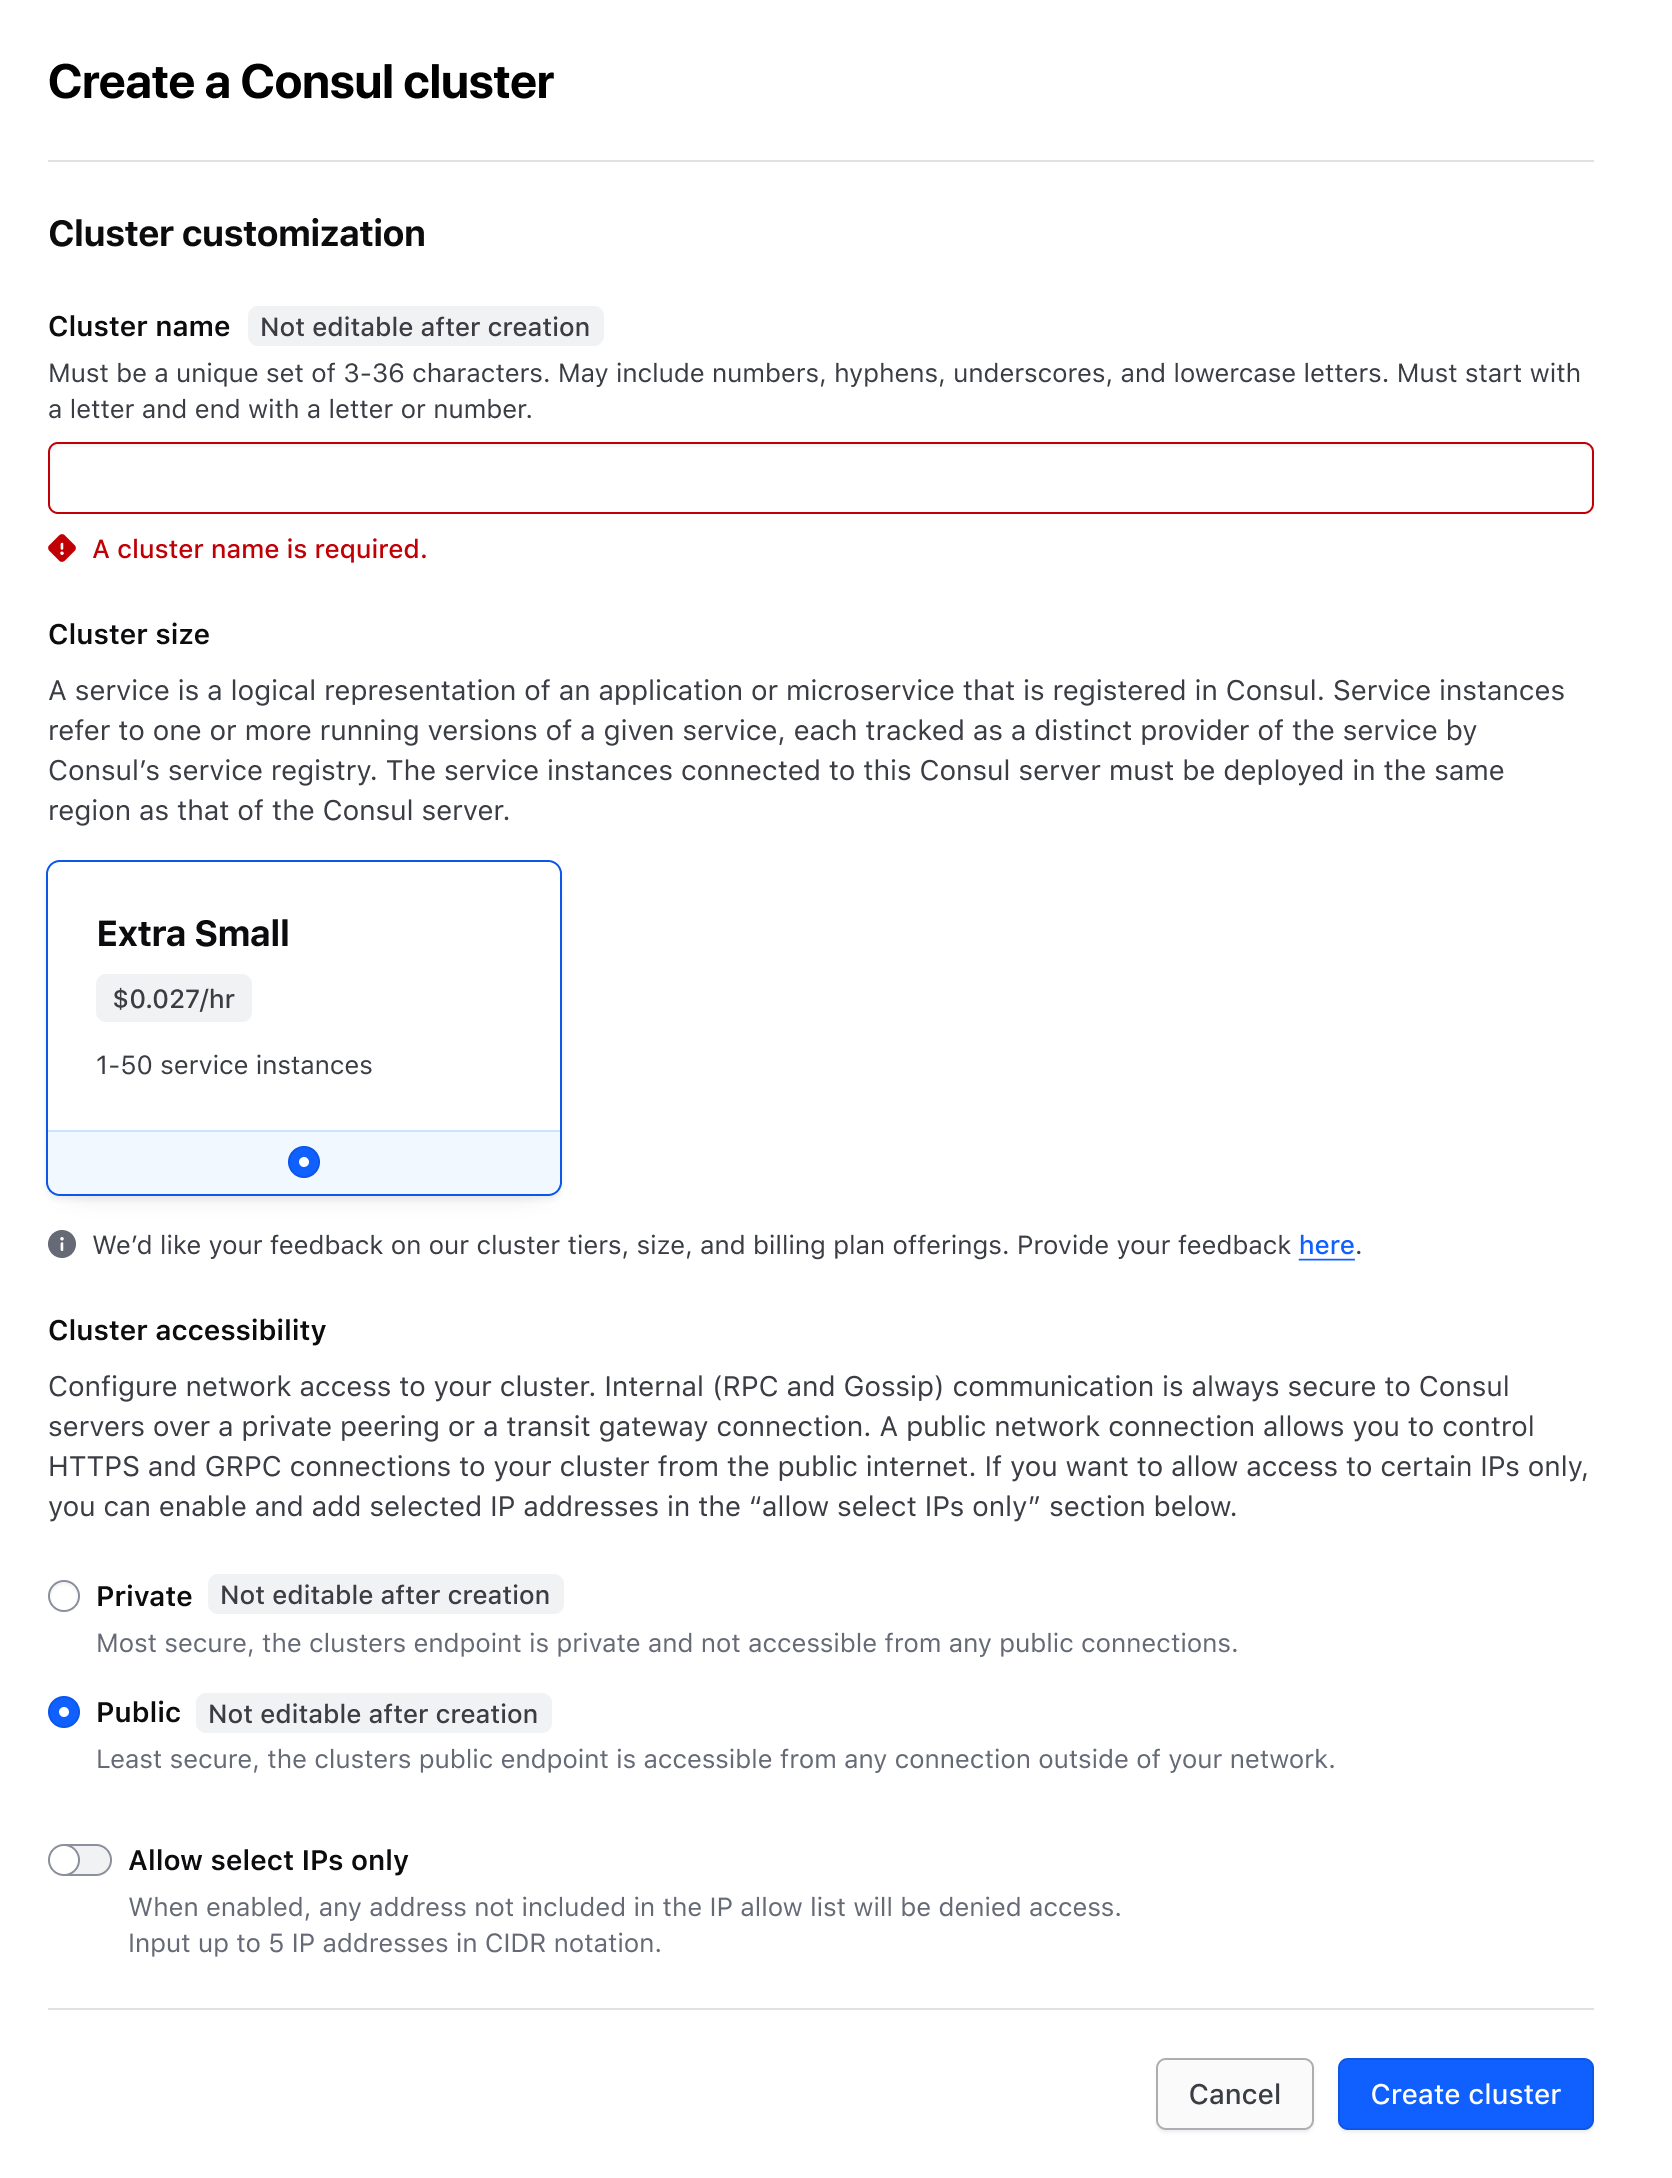 Create a Consul cluster
Cluster customization
Cluster name Not editable after creation
Must be a unique set of 3-36 characters. May include numbers, hyphens, underscores, and lowercase letters. Must start with
a letter and end with a letter or number.
A cluster name is required.
Cluster size
A service is a logical representation of an application or microservice that is registered in Consul. Service instances
refer to one or more running versions of a given service, each tracked as a distinct provider of the service by
Consul’s service registry. The service instances connected to this Consul server must be deployed in the same
region as that of the Consul server.
Extra Small
$0.027/hr
1-50 service instances
We’d like your feedback on our cluster tiers, size, and billing plan offerings. Provide your feedback here.
Cluster accessibility
Configure network access to your cluster. Internal (RPC and Gossip) communication is always secure to Consul
servers over a private peering or a transit gateway connection. A public network connection allows you to control
HTTPS and GRPC connections to your cluster from the public internet. If you want to allow access to certain IPs only,
you can enable and add selected IP addresses in the “allow select IPs only” section below.
Private Not editable after creation
Most secure, the clusters endpoint is private and not accessible from any public connections.
Public Not editable after creation
Least secure, the clusters public endpoint is accessible from any connection outside of your network.
Allow select IPs only
When enabled, any address not included in the IP allow list will be denied access.
Input up to 5 IP addresses in CIDR notation.
Cancel Create cluster